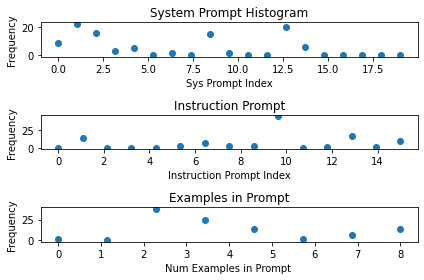 System Prompt Histogram
Frequency
20
0
0.0 2.5 5.0 7.5 10.0 12.5 15.0 17.5
Sys Prompt Index
Instruction Prompt
Frequency
25
0
0 2 4 6 8 10 12 14
Instruction Prompt Index
Examples in Prompt
Frequency
25
0
0 1 2 3 4 5 6 7 8
Num Examples in Prompt